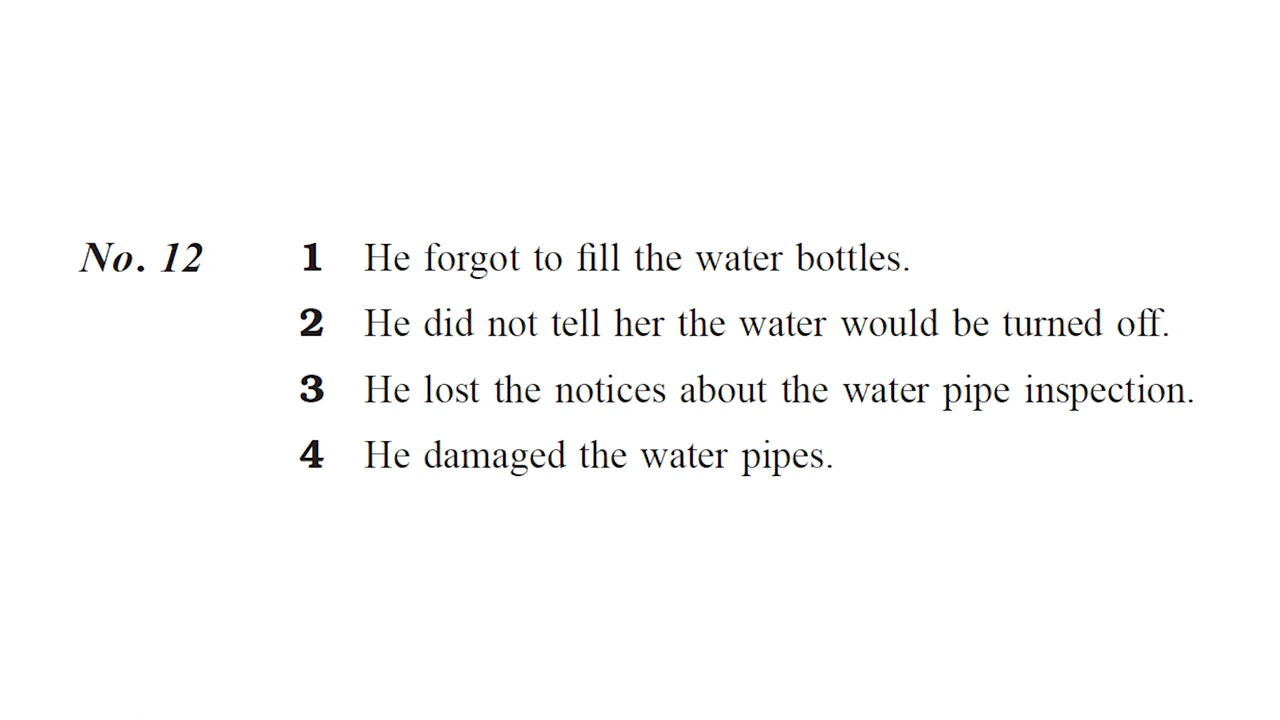 No. 12 1 He forgot to fill the water bottles.
2 He did not tell her the water would be turned off.
3 He lost the notices about the water pipe inspection.
4 He damaged the water pipes.